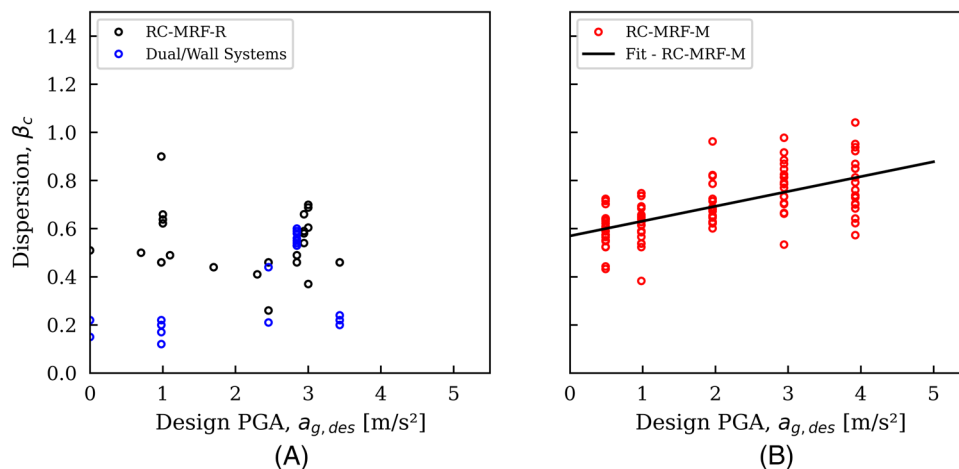 RC-MRF-R
Dual/Wall Systems
Dispersion, βc
1.4
1.2
1.0
0.8
0.6
0.4
0.2
0.0
0 1 2 3 4 5
Design PGA, ag,des [m/s²]
(A)
RC-MRF-M
Fit - RC-MRF-M
0 1 2 3 4 5
Design PGA, ag,des [m/s²]
(B)